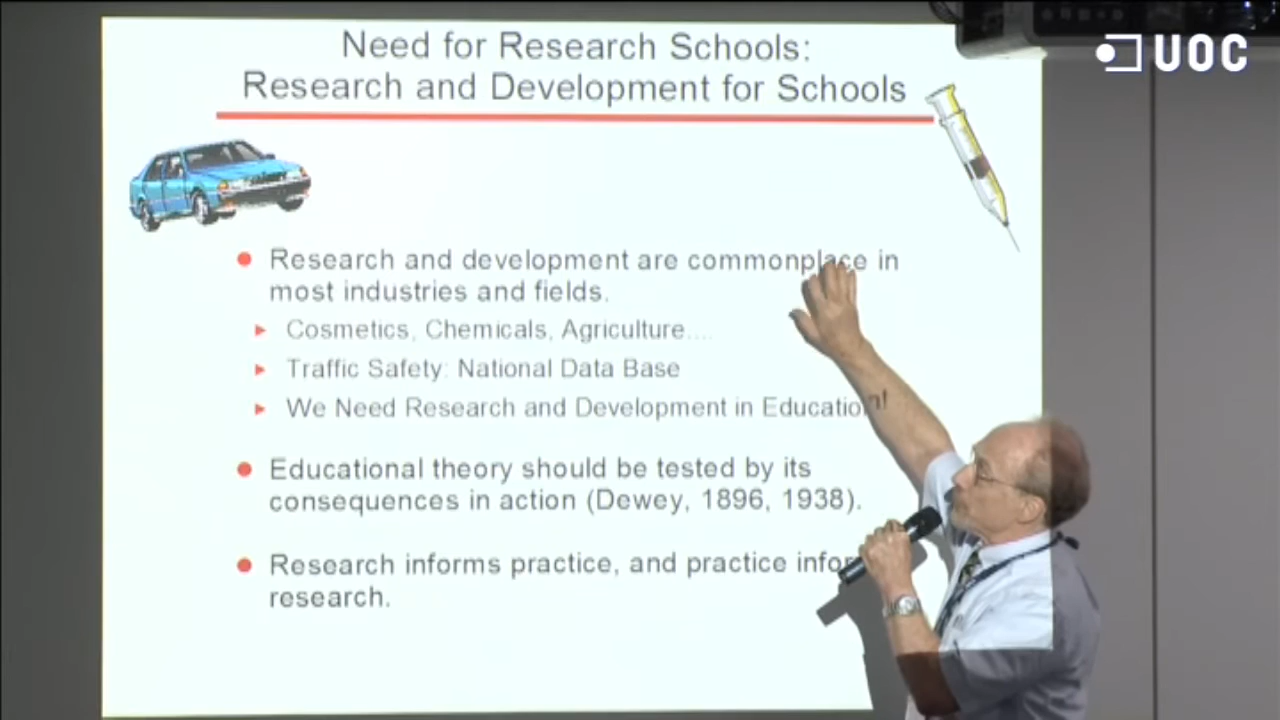 Need for Research Schools:
Research and Development for Schools
UOC
Research and development are commonplace in
most industries and fields.
Cosmetics, Chemicals, Agriculture....
Traffic Safety: National Data Base
We Need Research and Development in Education!
Educational theory should be tested by its
consequences in action (Dewey, 1896, 1938).
Research informs practice, and practice
research.